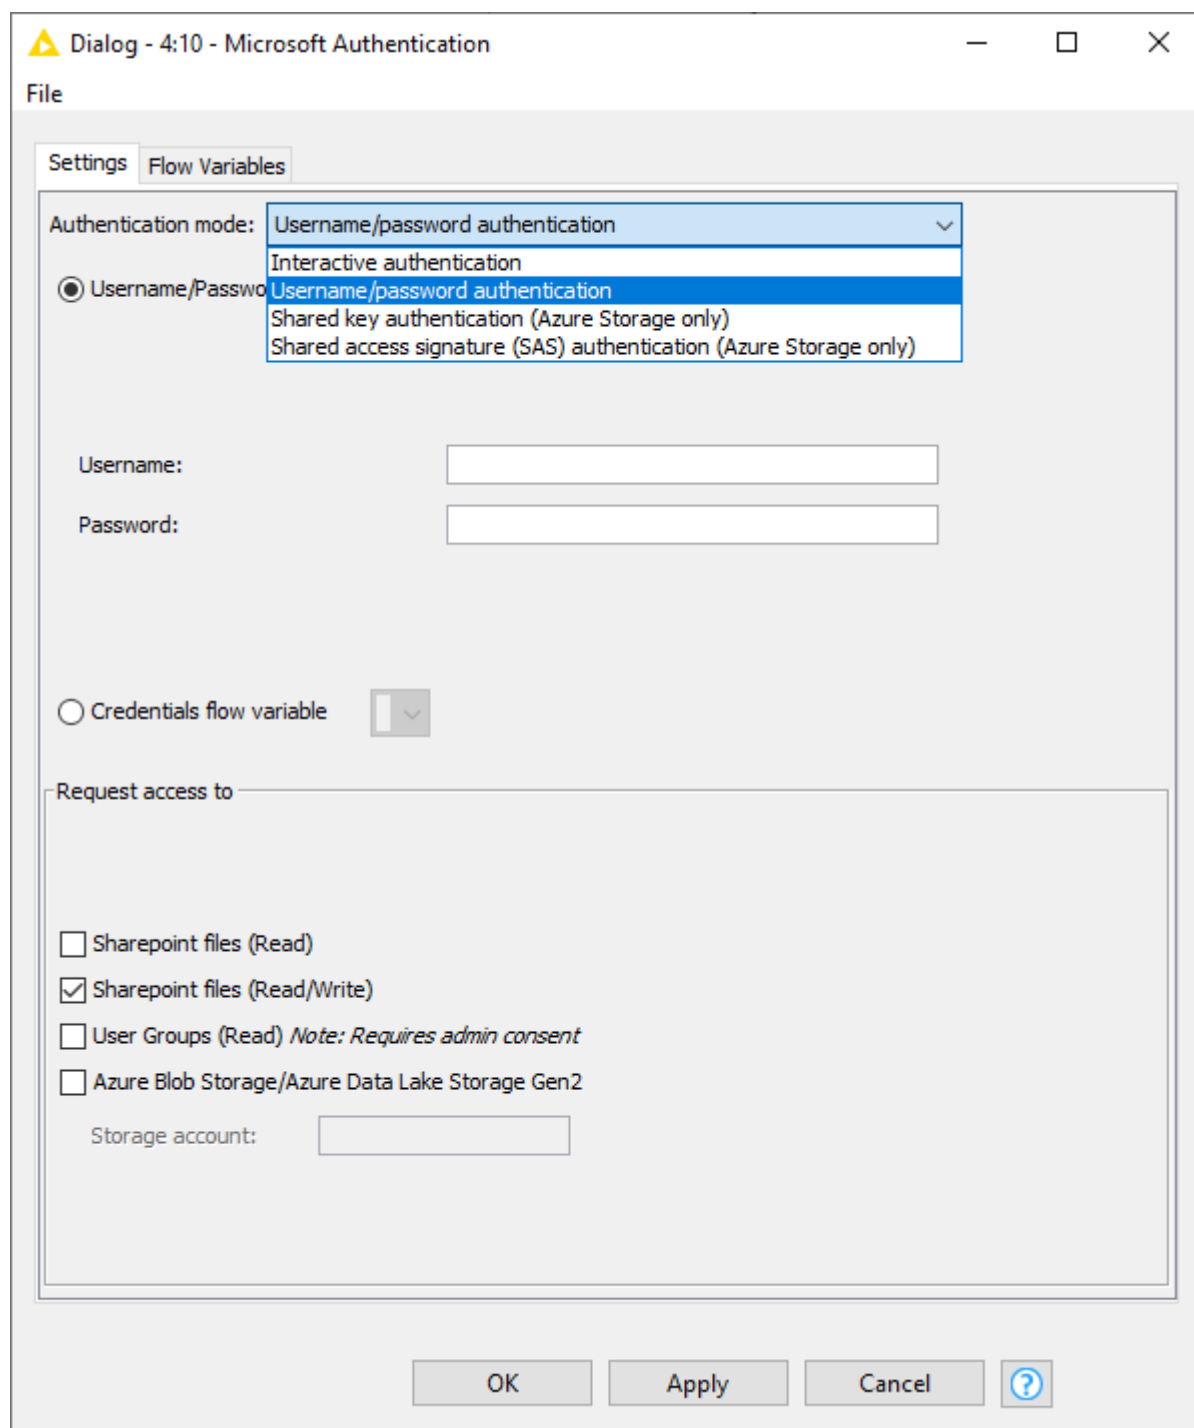 Dialog - 4:10 - Microsoft Authentication
File
Settings Flow Variables
Authentication mode: Username/password authentication
Interactive authentication
Username/Passwo Username/password authentication
Shared key authentication (Azure Storage only)
Shared access signature (SAS) authentication (Azure Storage only)
Username:
Password:
Credentials flow variable
Request access to
Sharepoint files (Read)
Sharepoint files (Read/Write)
User Groups (Read) Note: Requires admin consent
Azure Blob Storage/Azure Data Lake Storage Gen2
Storage account:
OK Apply Cancel ?